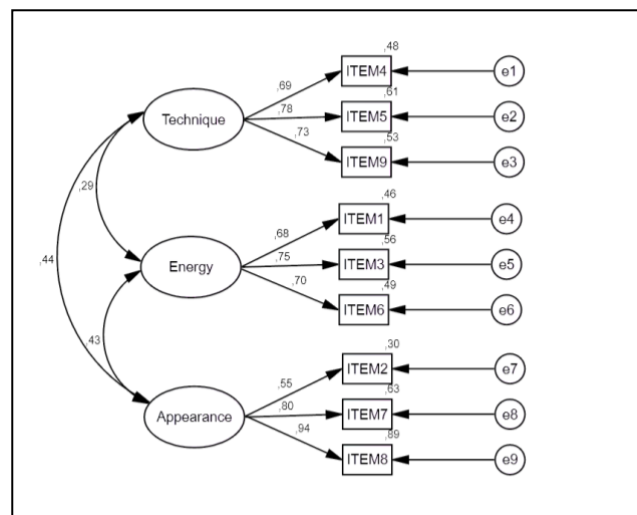 ,48
,69 ITEM4 e1
,61
Technique ,78 ITEM5 e2
,53
,73 ITEM9 e3
,29
,46
,68 ITEM1 e4
,56
,44 Energy ,75 ITEM3 e5
,49
,70 ITEM6 e6
,43
,30
,55 ITEM2 e7
,63
Appearance ,80 ITEM7 e8
,89
,94 ITEM8 e9